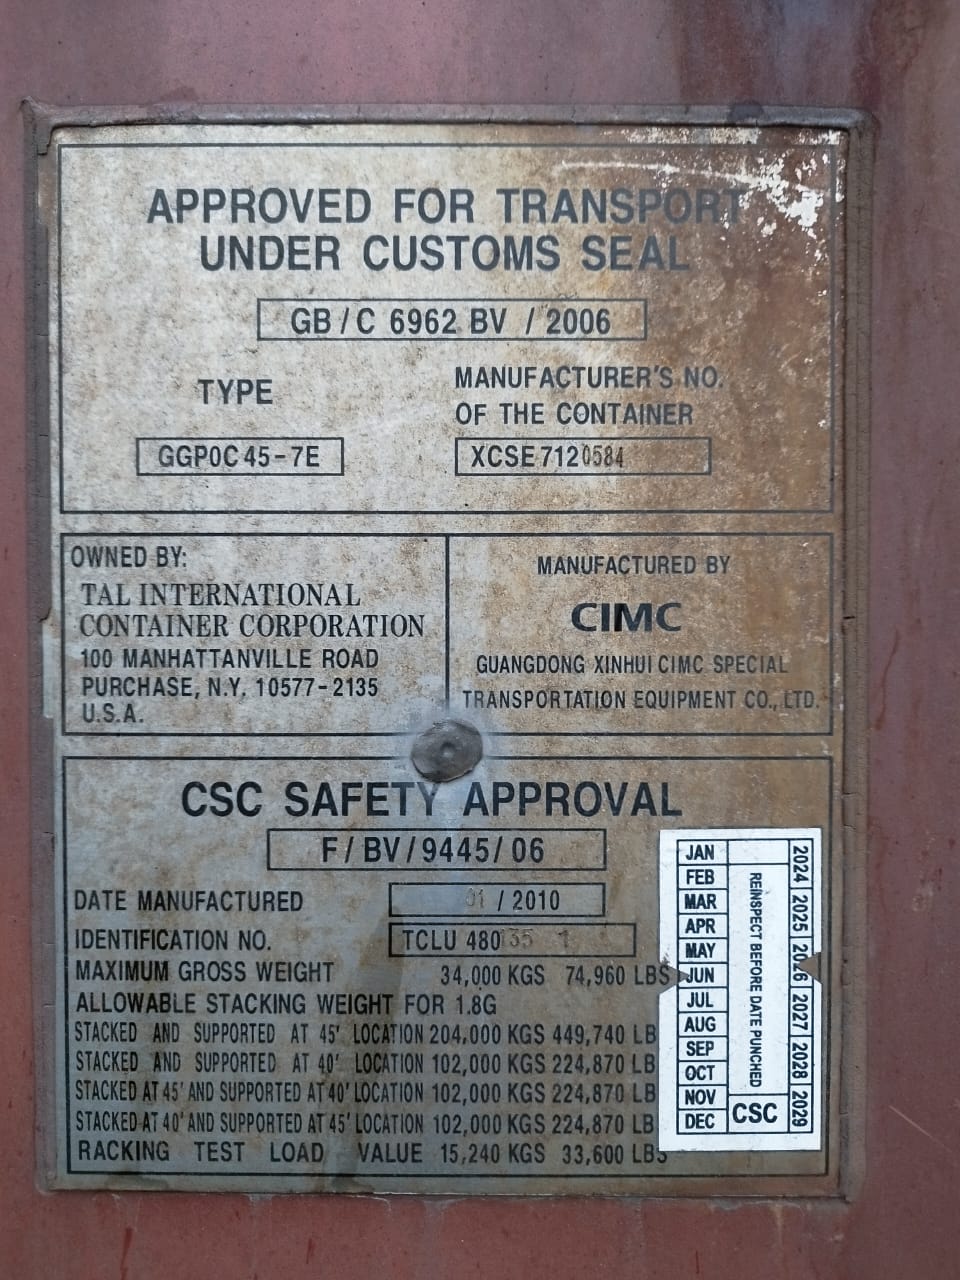 APPROVED FOR TRANSPORT
UNDER CUSTOMS SEAL
GB/C 6962 BV / 2006
TYPE
MANUFACTURER'S NO.
OF THE CONTAINER
GGP0C45-7E
XCSE7120584
OWNED BY:
TAL INTERNATIONAL
CONTAINER CORPORATION
100 MANHATTANVILLE ROAD
PURCHASE, N.Y. 10577-2135
U.S.A.
MANUFACTURED BY
CIMC
GUANGDONG XINHUI CIMC SPECIAL
TRANSPORTATION EQUIPMENT CO., LTD.
CSC SAFETY APPROVAL
F/BV/9445/06
DATE MANUFACTURED 01 / 2010
IDENTIFICATION NO. TCLU
MAXIMUM GROSS WEIGHT 34,000 KGS 74,960 LBS
ALLOWABLE STACKING WEIGHT FOR 1.8G
STACKED AND SUPPORTED AT 45' LOCATION 204,000 KGS 449,740 LB
STACKED AND SUPPORTED AT 40' LOCATION 102,000 KGS 224,870 LB
STACKED AT 45' AND SUPPORTED AT 40' LOCATION 102,000 KGS 224,870 LB
STACKED AT 40' AND SUPPORTED AT 45' LOCATION 102,000 KGS 224,870 LB
RACKING TEST LOAD VALUE 15,240 KGS 33,600 LBS
JAN
FEB
MAR
APR
MAY
JUN
JUL
AUG
SEP
OCT
NOV
DEC
REINSPECT BEFORE DATE PUNCHED
CSC
2024 2025 2026 2027 2028 2029